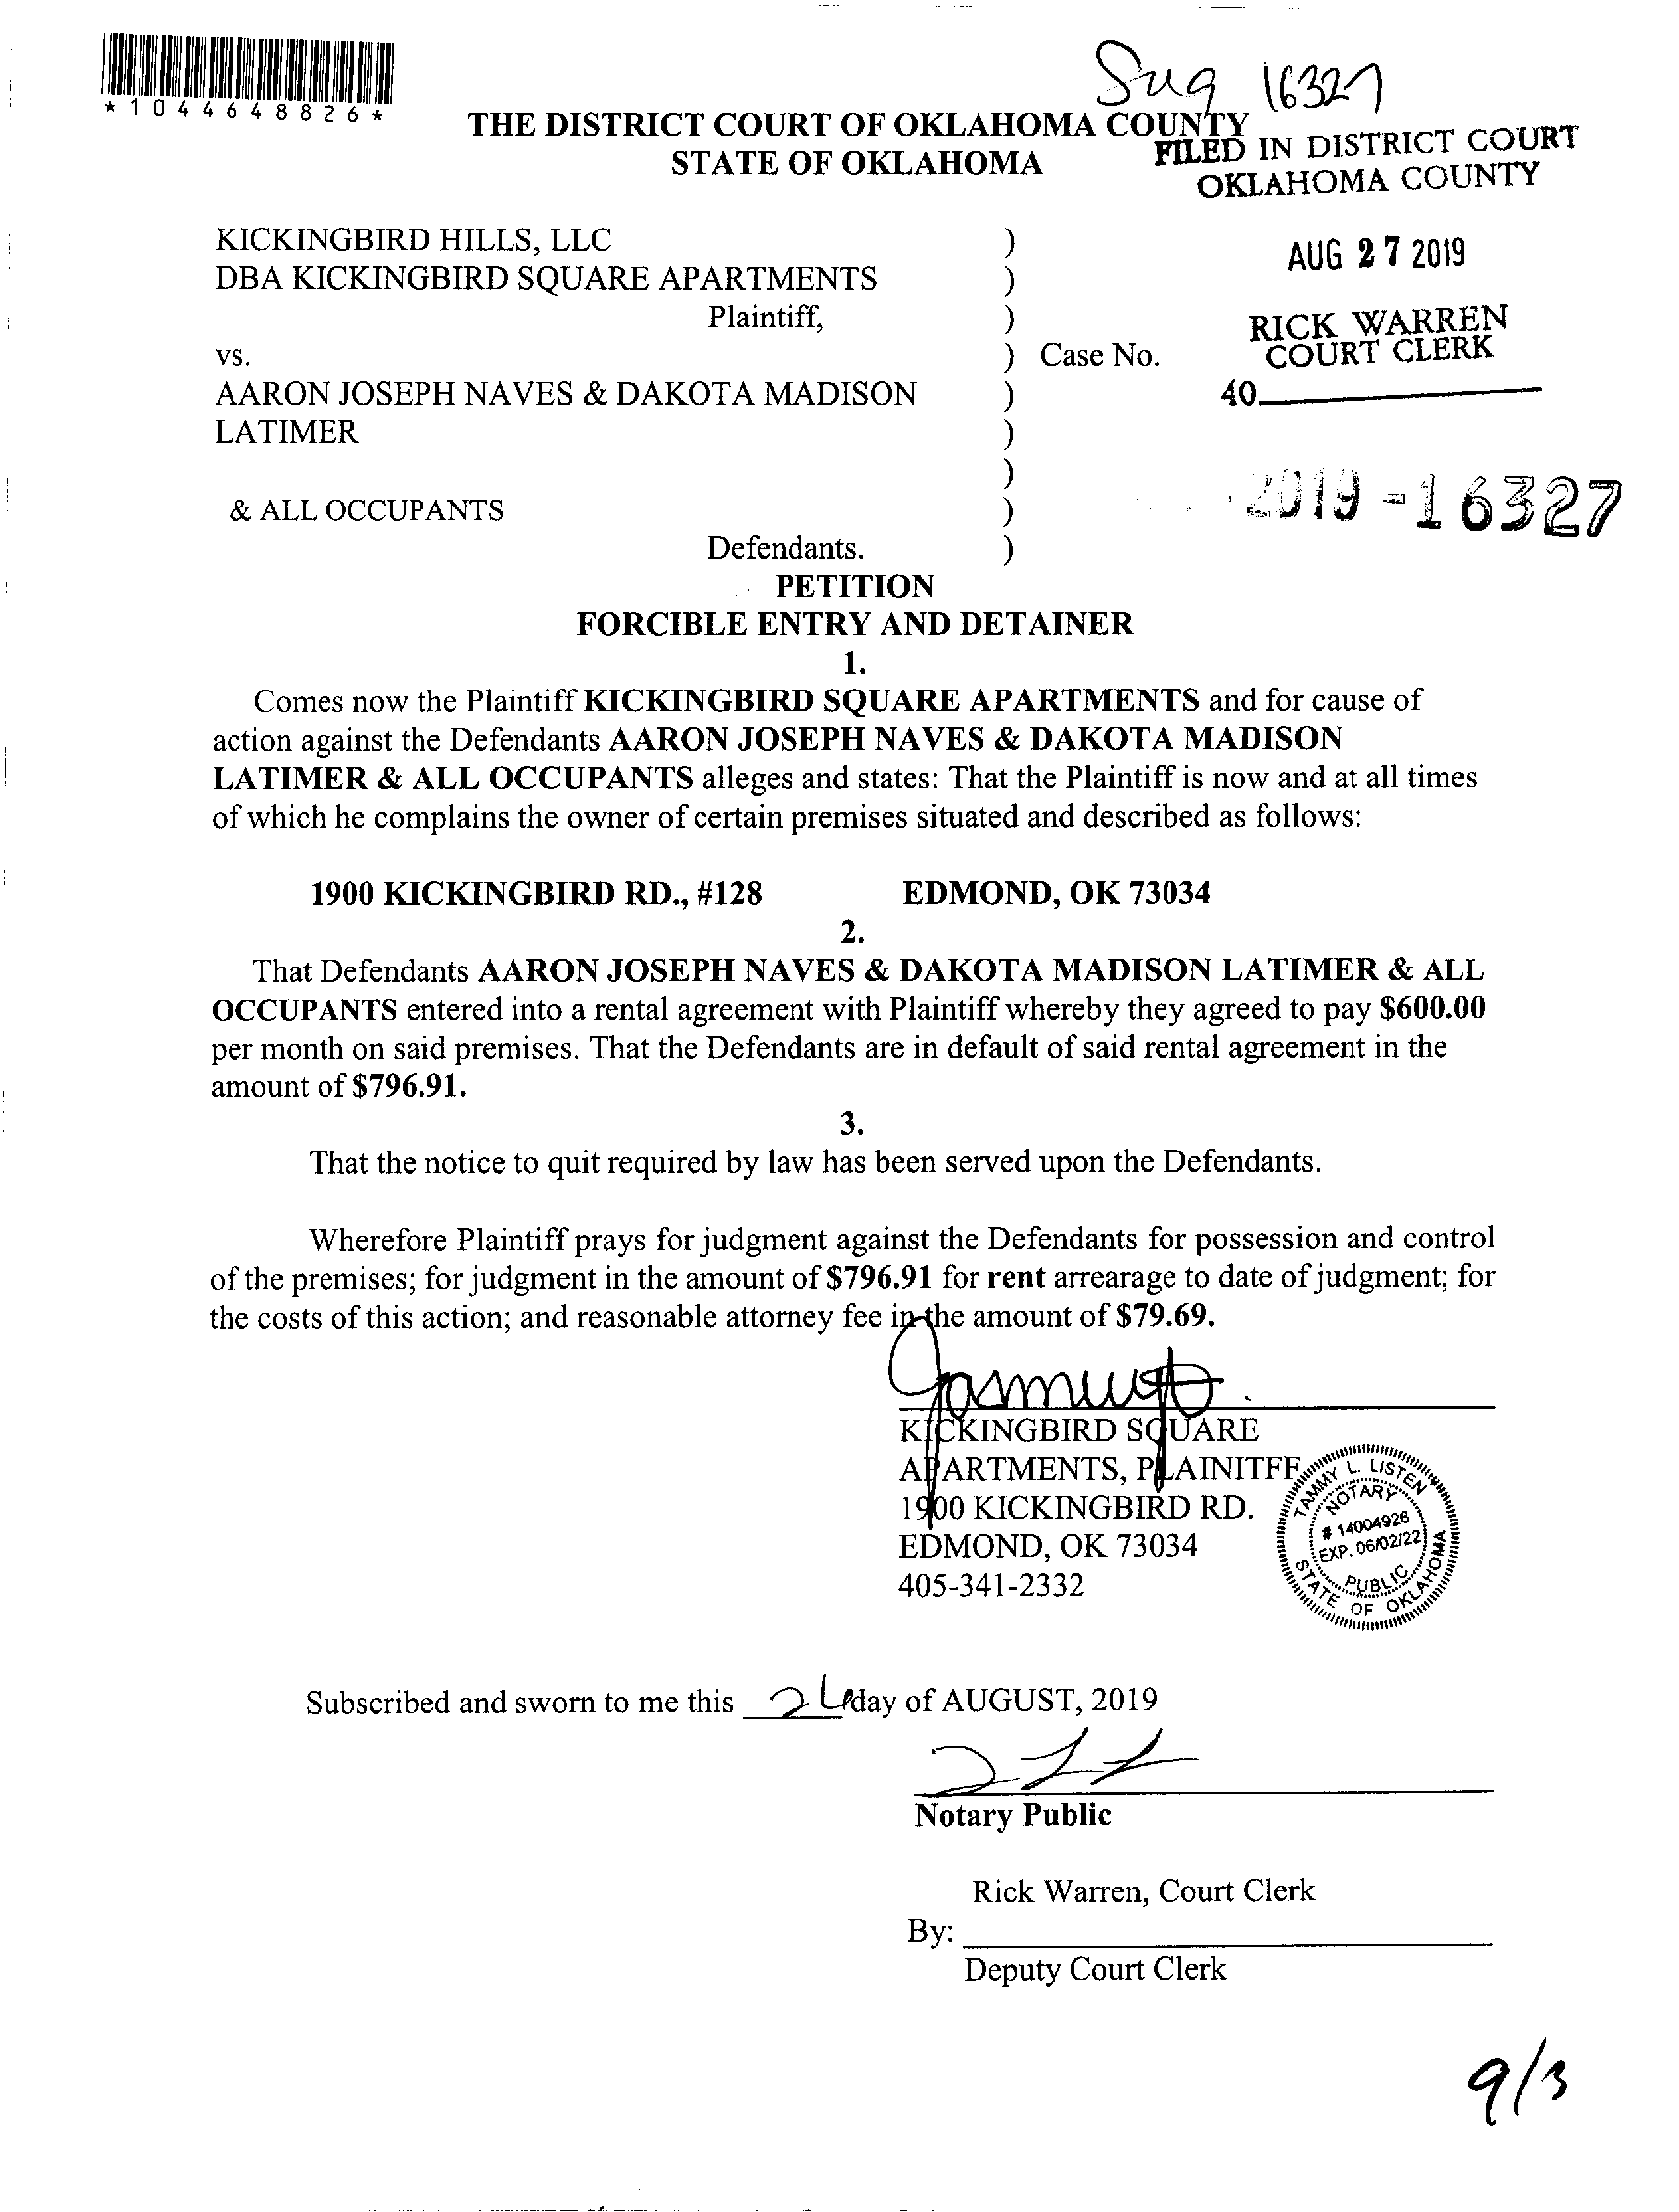 *1044648826*
16327
THE DISTRICT COURT OF OKLAHOMA COUNTY
STATE OF OKLAHOMA
FILED IN DISTRICT COURT
OKLAHOMA COUNTY
KICKINGBIRD HILLS, LLC )
DBA KICKINGBIRD SQUARE APARTMENTS )
AUG 27 2019
Plaintiff, )
RICK WARREN
vs. ) Case No.
COURT CLERK
AARON JOSEPH NAVES & DAKOTA MADISON )
40
LATIMER )
)
2019-16327
& ALL OCCUPANTS )
Defendants. )
PETITION
FORCIBLE ENTRY AND DETAINER
1.
Comes now the Plaintiff KICKINGBIRD SQUARE APARTMENTS and for cause of
action against the Defendants AARON JOSEPH NAVES & DAKOTA MADISON
LATIMER & ALL OCCUPANTS alleges and states: That the Plaintiff is now and at all times
of which he complains the owner of certain premises situated and described as follows:
1900 KICKINGBIRD RD., #128 EDMOND, OK 73034
2.
That Defendants AARON JOSEPH NAVES & DAKOTA MADISON LATIMER & ALL
OCCUPANTS entered into a rental agreement with Plaintiff whereby they agreed to pay $600.00
per month on said premises. That the Defendants are in default of said rental agreement in the
amount of $796.91.
3.
That the notice to quit required by law has been served upon the Defendants.
Wherefore Plaintiff prays for judgment against the Defendants for possession and control
of the premises; for judgment in the amount of $796.91 for rent arrearage to date of judgment; for
the costs of this action; and reasonable attorney fee in the amount of $79.69.
KICKINGBIRD SQUARE
APARTMENTS, PLAINITFF
1900 KICKINGBIRD RD.
EDMOND, OK 73034
405-341-2332
TAMMY L. LISTEN
NOTARY
# 14004926
EXP. 06/02/22
PUBLIC
STATE OF OKLAHOMA
Subscribed and sworn to me this 26 day of AUGUST, 2019
Notary Public
Rick Warren, Court Clerk
By:
Deputy Court Clerk
9/3